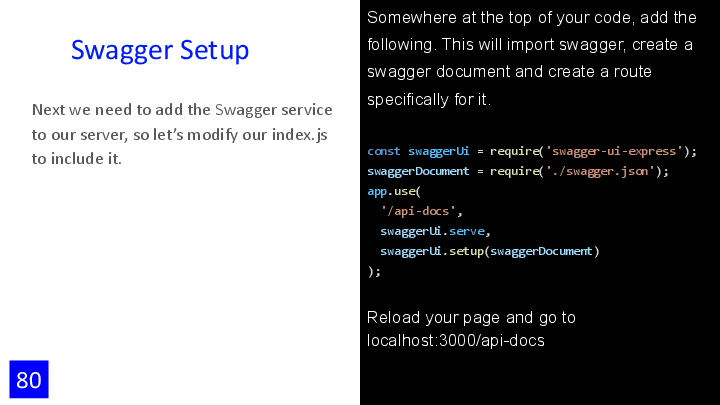 Swagger Setup
Next we need to add the Swagger service
to our server, so let’s modify our index.js
to include it.
80
Somewhere at the top of your code, add the
following. This will import swagger, create a
swagger document and create a route
specifically for it.
const swaggerUi = require('swagger-ui-express');
swaggerDocument = require('./swagger.json');
app.use(
'/api-docs',
swaggerUi.serve,
swaggerUi.setup(swaggerDocument)
);
Reload your page and go to
localhost:3000/api-docs